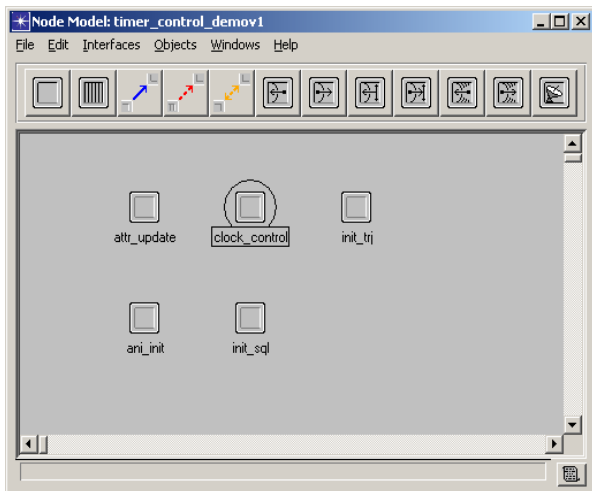 Node Model: timer_control_demov1
File Edit Interfaces Objects Windows Help
attr_update clock_control init_trj
ani_init init_sql